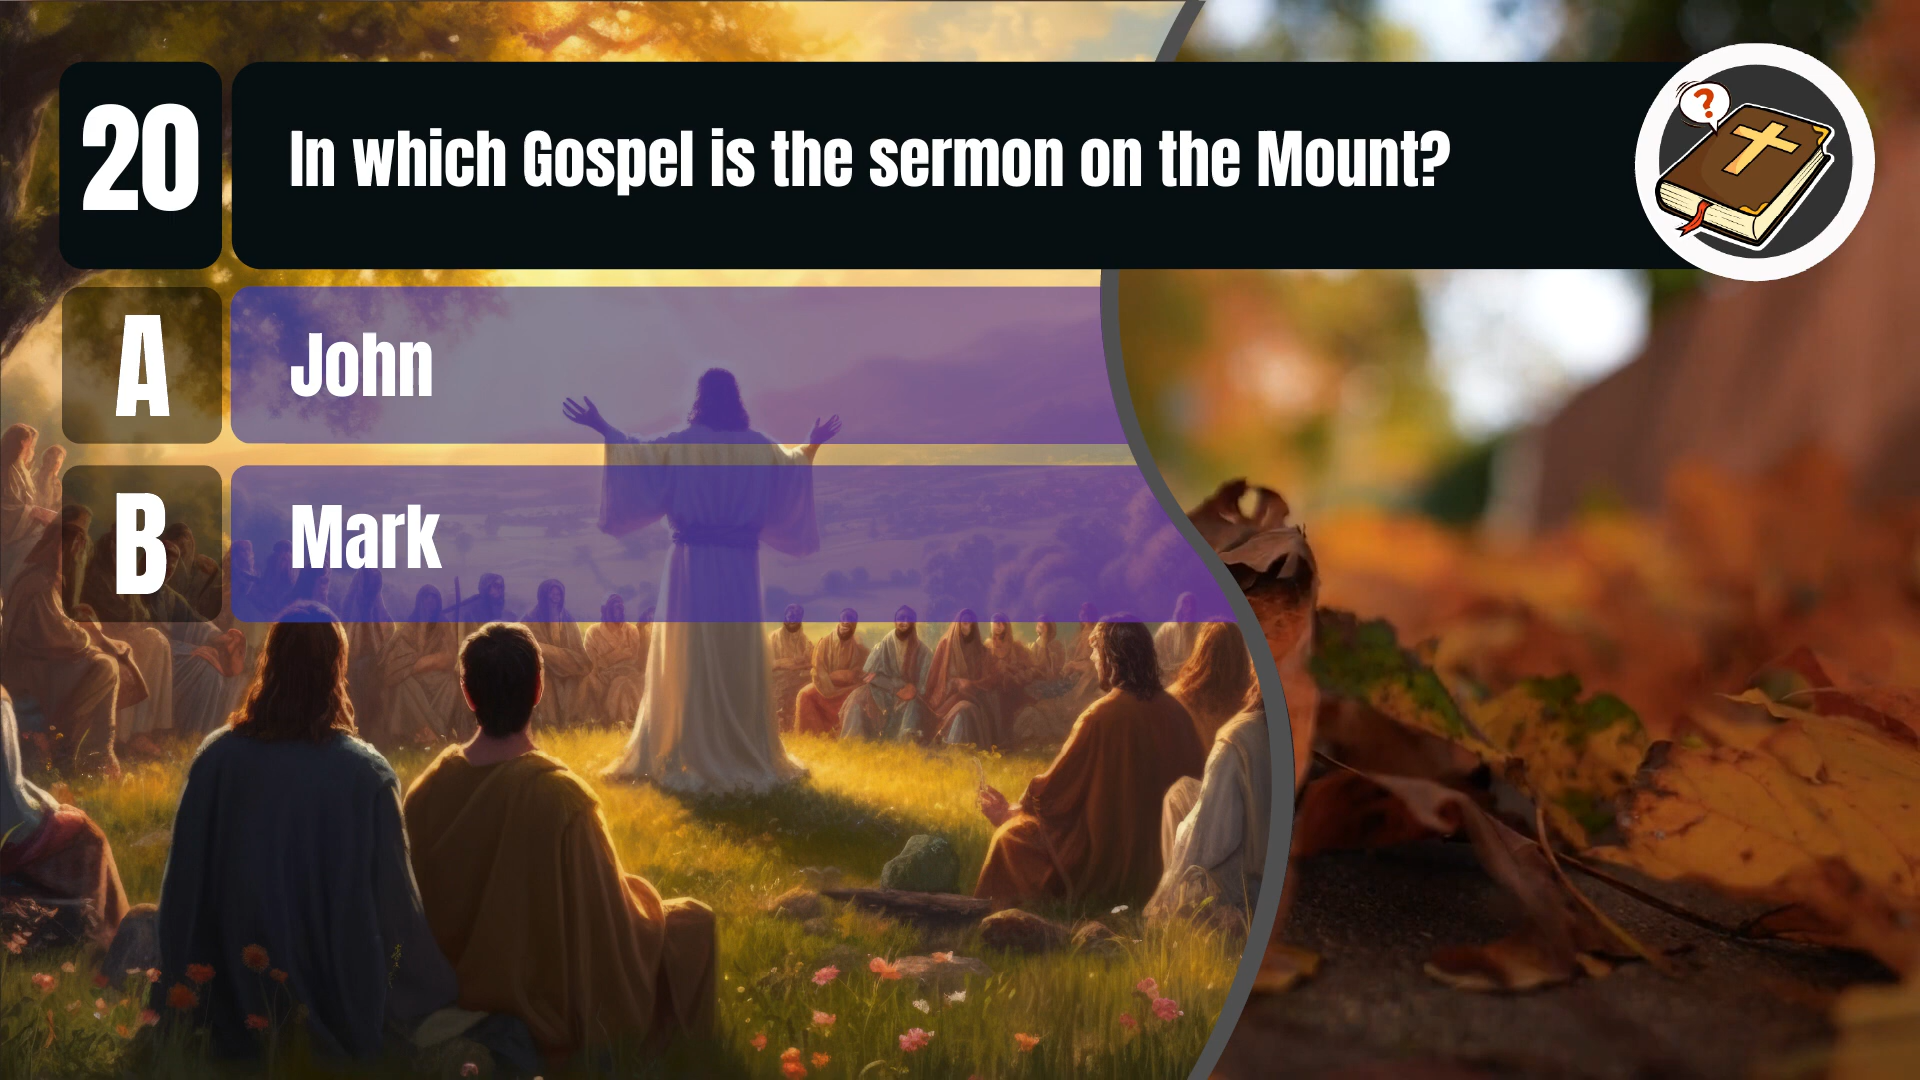 20
In which Gospel is the sermon on the Mount?
?
A
John
B
Mark